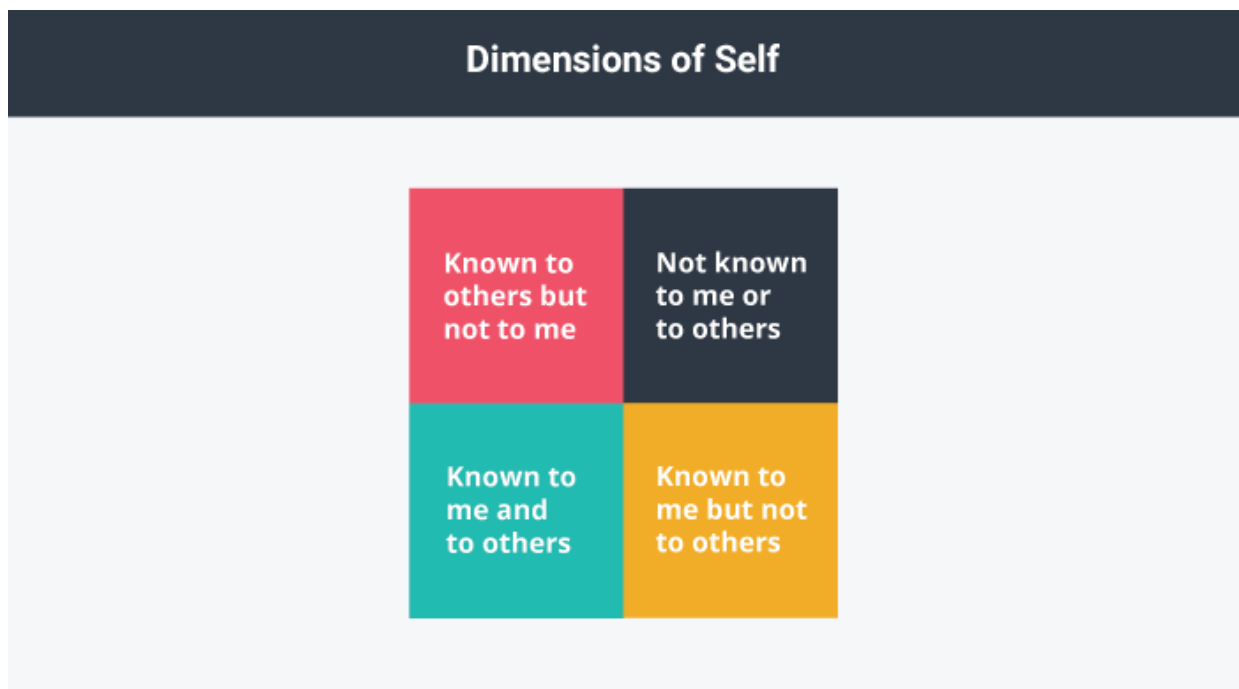 Dimensions of Self
Known to
others but
not to me
Not known
to me or
to others
Known to
me and
to others
Known to
me but not
to others